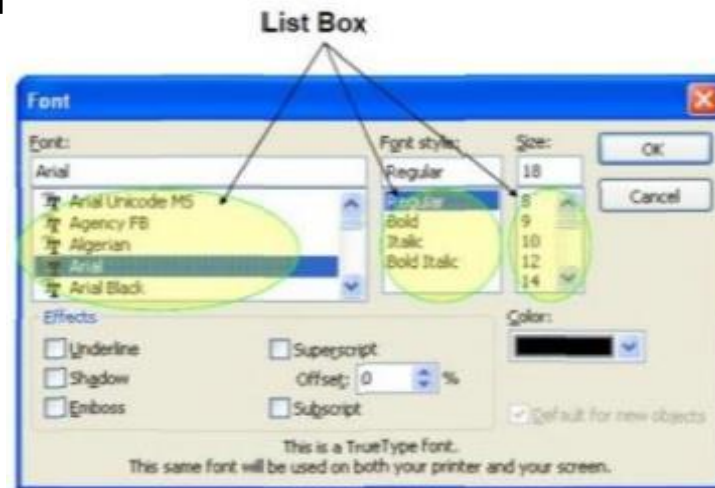 List Box
Font
Font: Font style: Size:
Arial Regular 18 OK
Arial Unicode MS Regular 8 Cancel
Agency FB Bold 9
Algerian Italic 10
Arial Bold Italic 12
Arial Black 14
Effects Color:
Underline Superscript
Shadow Offset: 0 %
Emboss Subscript Default for new objects
This is a TrueType font.
This same font will be used on both your printer and your screen.